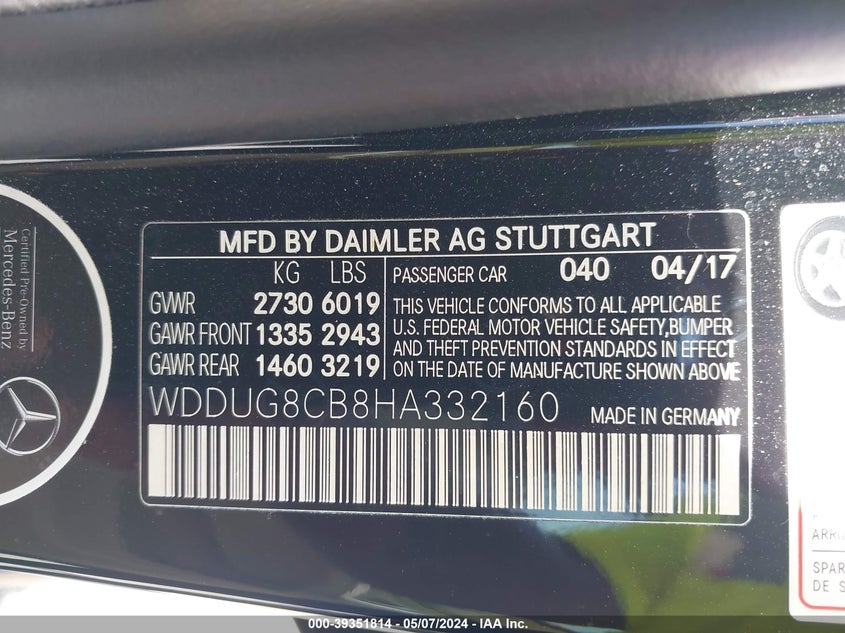 MFD BY DAIMLER AG STUTTGART
KG LBS
GVWR 2730 6019
GAWR FRONT 1335 2943
GAWR REAR 1460 3219
PASSENGER CAR 040 04/17
THIS VEHICLE CONFORMS TO ALL APPLICABLE
U.S. FEDERAL MOTOR VEHICLE SAFETY,BUMPER
AND THEFT PREVENTION STANDARDS IN EFFECT
ON THE DATE OF MANUFACTURE SHOWN ABOVE
WDDUG8CB8HA332160 MADE IN GERMANY
Certified Pre-Owned by
Mercedes-Benz
SPAR
DE S
000-39351814 - 05/07/2024 - IAA Inc.